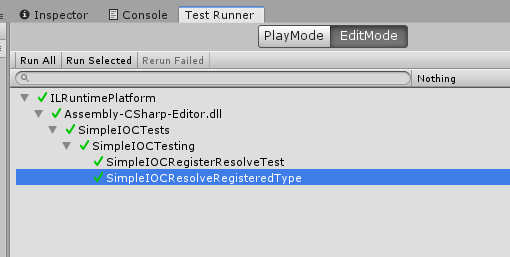 Inspector Console Test Runner
PlayMode EditMode
Run All Run Selected Rerun Failed
Nothing
ILRuntimePlatform
Assembly-CSharp-Editor.dll
SimpleIOCTests
SimpleIOCTesting
SimpleIOCRegisterResolveTest
SimpleIOCResolveRegisteredType